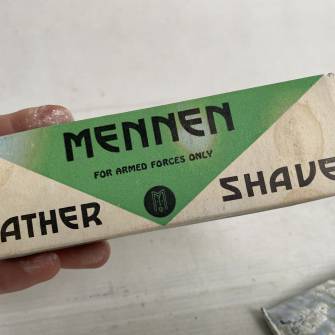 MENNEN
FOR ARMED FORCES ONLY
ATHER SHAVE